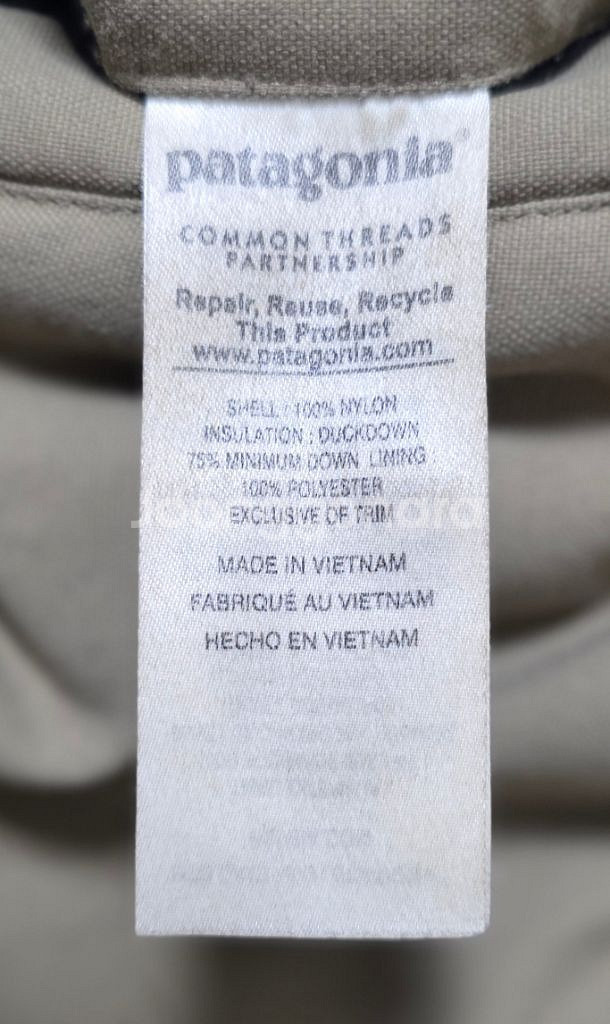 patagonia®
COMMON THREADS
PARTNERSHIP
Repair, Reuse, Recycle
This Product
www.patagonia.com
SHELL : 100% NYLON
INSULATION : DUCKDOWN
75% MINIMUM DOWN LINING :
100% POLYESTER
EXCLUSIVE OF TRIM
MADE IN VIETNAM
FABRIQUÉ AU VIETNAM
HECHO EN VIETNAM